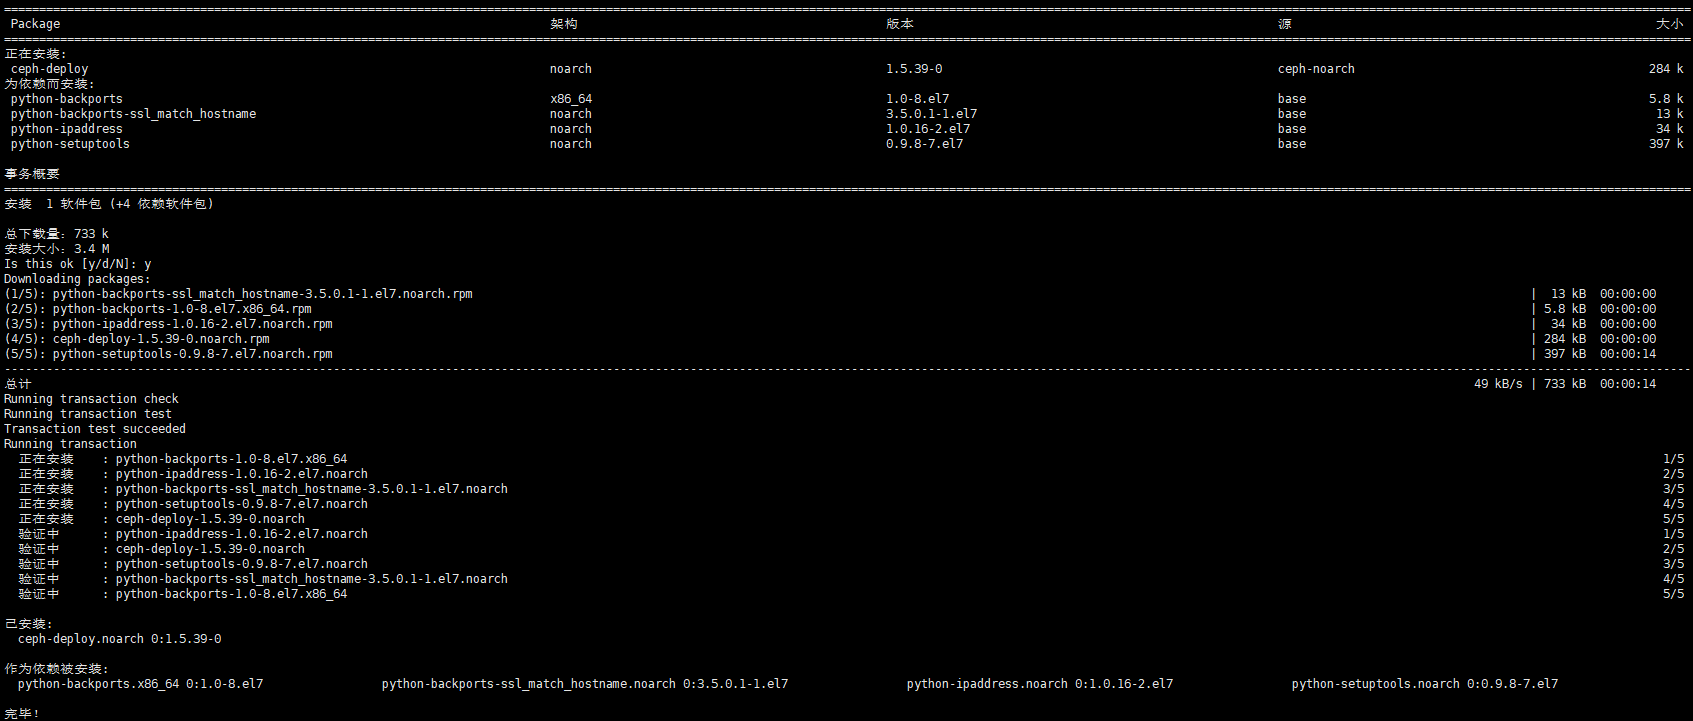 Package 架构 版本 源 大小
正在安装:
ceph-deploy noarch 1.5.39-0 ceph-noarch 284 k
为依赖而安装:
python-backports x86_64 1.0-8.el7 base 5.8 k
python-backports-ssl_match_hostname noarch 3.5.0.1-1.el7 base 13 k
python-ipaddress noarch 1.0.16-2.el7 base 34 k
python-setuptools noarch 0.9.8-7.el7 base 397 k
事务概要
安装  1 软件包 (+4 依赖软件包)
总下载量：733 k
安装大小：3.4 M
Is this ok [y/d/N]: y
Downloading packages:
(1/5): python-backports-ssl_match_hostname-3.5.0.1-1.el7.noarch.rpm | 13 kB 00:00:00
(2/5): python-backports-1.0-8.el7.x86_64.rpm | 5.8 kB 00:00:00
(3/5): python-ipaddress-1.0.16-2.el7.noarch.rpm | 34 kB 00:00:00
(4/5): ceph-deploy-1.5.39-0.noarch.rpm | 284 kB 00:00:00
(5/5): python-setuptools-0.9.8-7.el7.noarch.rpm | 397 kB 00:00:14
总计 49 kB/s | 733 kB 00:00:14
Running transaction check
Running transaction test
Transaction test succeeded
Running transaction
正在安装 : python-backports-1.0-8.el7.x86_64 1/5
正在安装 : python-ipaddress-1.0.16-2.el7.noarch 2/5
正在安装 : python-backports-ssl_match_hostname-3.5.0.1-1.el7.noarch 3/5
正在安装 : python-setuptools-0.9.8-7.el7.noarch 4/5
正在安装 : ceph-deploy-1.5.39-0.noarch 5/5
验证中 : python-ipaddress-1.0.16-2.el7.noarch 1/5
验证中 : ceph-deploy-1.5.39-0.noarch 2/5
验证中 : python-setuptools-0.9.8-7.el7.noarch 3/5
验证中 : python-backports-ssl_match_hostname-3.5.0.1-1.el7.noarch 4/5
验证中 : python-backports-1.0-8.el7.x86_64 5/5
已安装:
ceph-deploy.noarch 0:1.5.39-0
作为依赖被安装:
python-backports.x86_64 0:1.0-8.el7 python-backports-ssl_match_hostname.noarch 0:3.5.0.1-1.el7 python-ipaddress.noarch 0:1.0.16-2.el7 python-setuptools.noarch 0:0.9.8-7.el7
完毕！